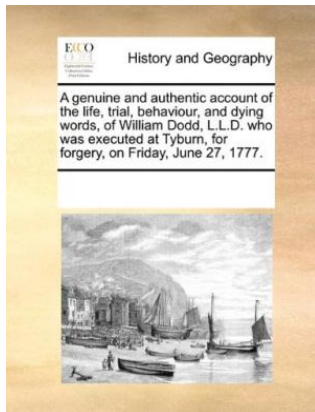 ECCO
History and Geography
A genuine and authentic account of
the life, trial, behaviour, and dying
words, of William Dodd, L.L.D. who
was executed at Tyburn, for
forgery, on Friday, June 27, 1777.